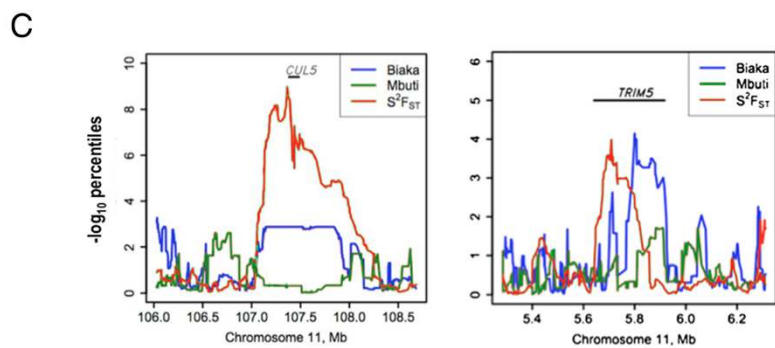 C
CUL5
Biaka
Mbuti
S²FST
-log10 percentiles
10
8
6
4
2
0
106.0 106.5 107.0 107.5 108.0 108.5
Chromosome 11, Mb
TRIM5
Biaka
Mbuti
S²FST
6
5
4
3
2
1
0
5.4 5.6 5.8 6.0 6.2
Chromosome 11, Mb